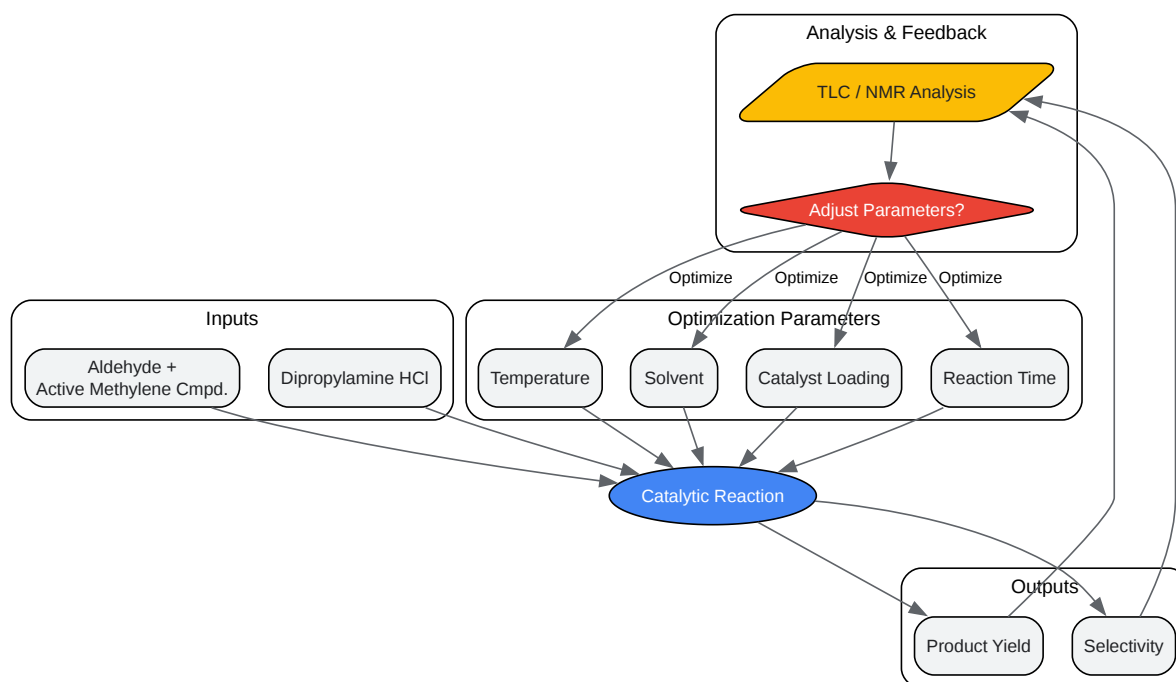 Analysis & Feedback
TLC / NMR Analysis
Adjust Parameters?
Optimize
Optimize
Optimize
Optimize
Inputs
Aldehyde +
Active Methylene Cmpd.
Dipropylamine HCl
Optimization Parameters
Temperature
Solvent
Catalyst Loading
Reaction Time
Catalytic Reaction
Outputs
Product Yield
Selectivity